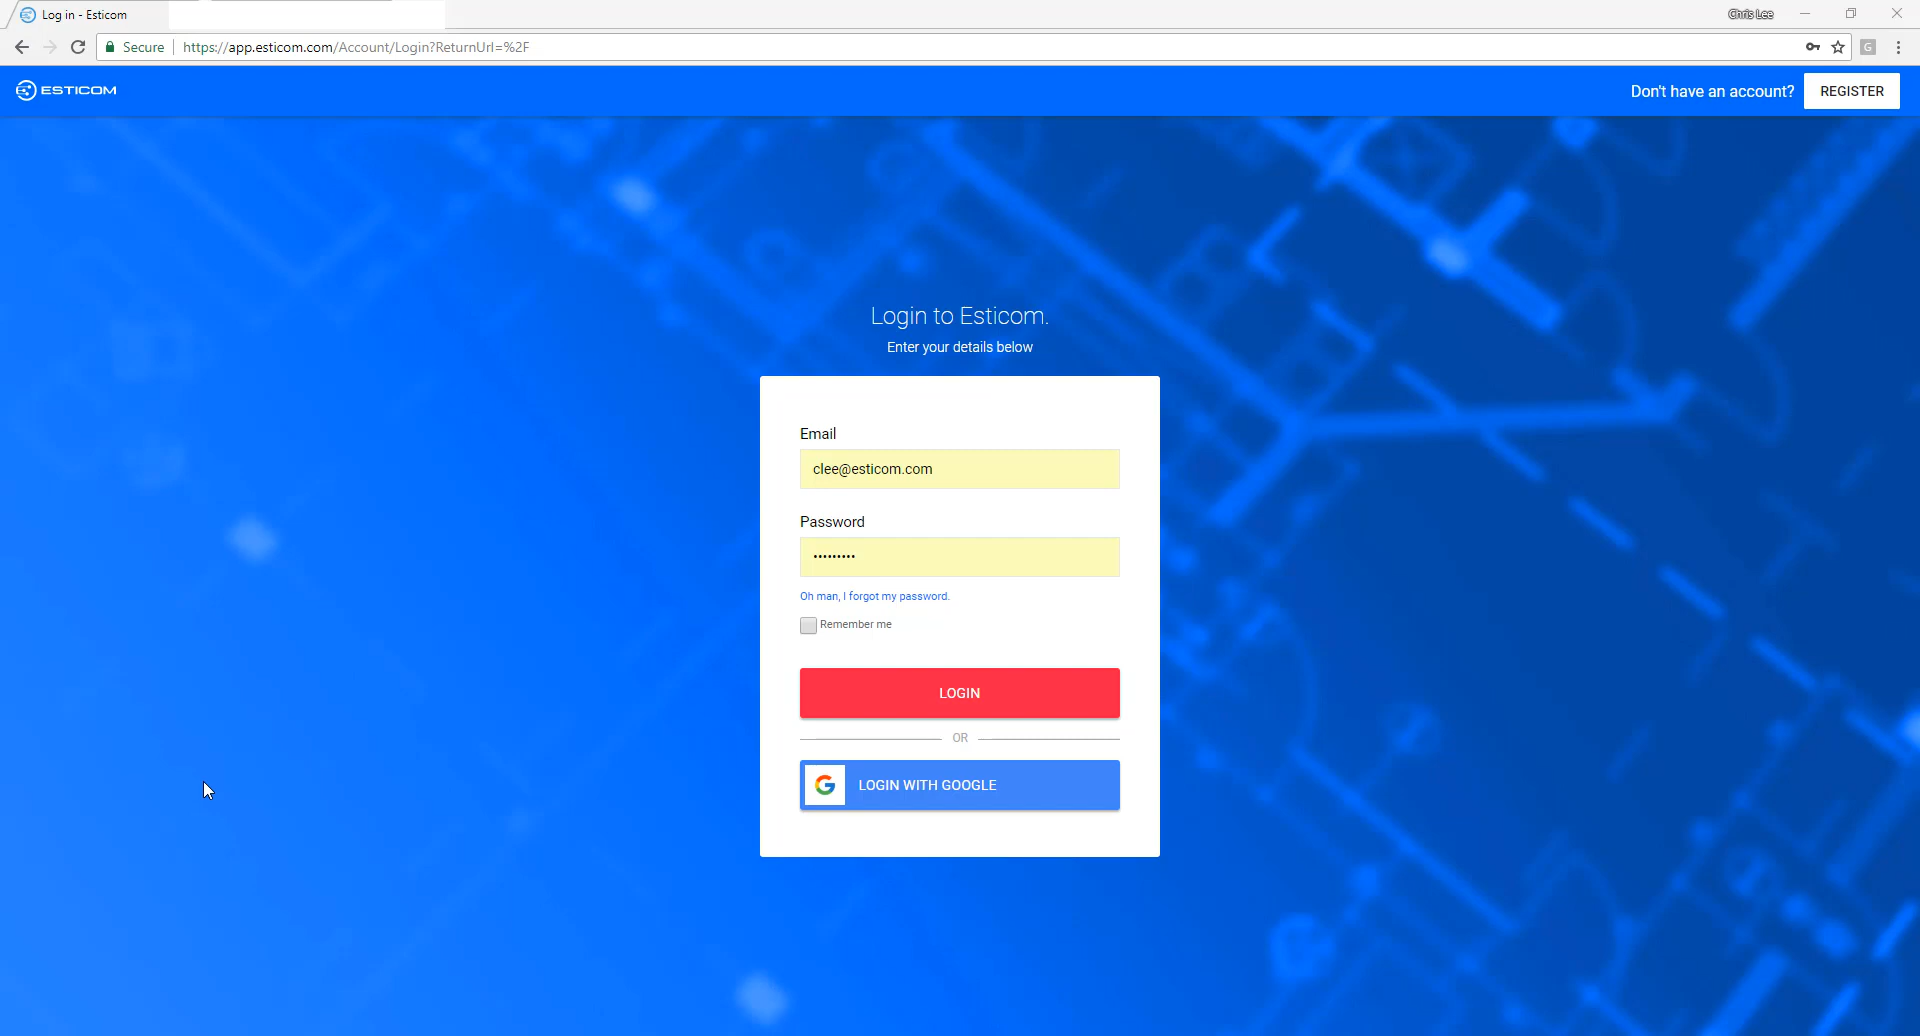 Log in - Esticom
Chris Lee
Secure
https://app.esticom.com/Account/Login?ReturnUrl=%2F
G
ESTICOM
Don't have an account?
REGISTER
Login to Esticom.
Enter your details below
Email
clee@esticom.com
Password
•••••••••
Oh man, I forgot my password.
Remember me
LOGIN
OR
G
LOGIN WITH GOOGLE